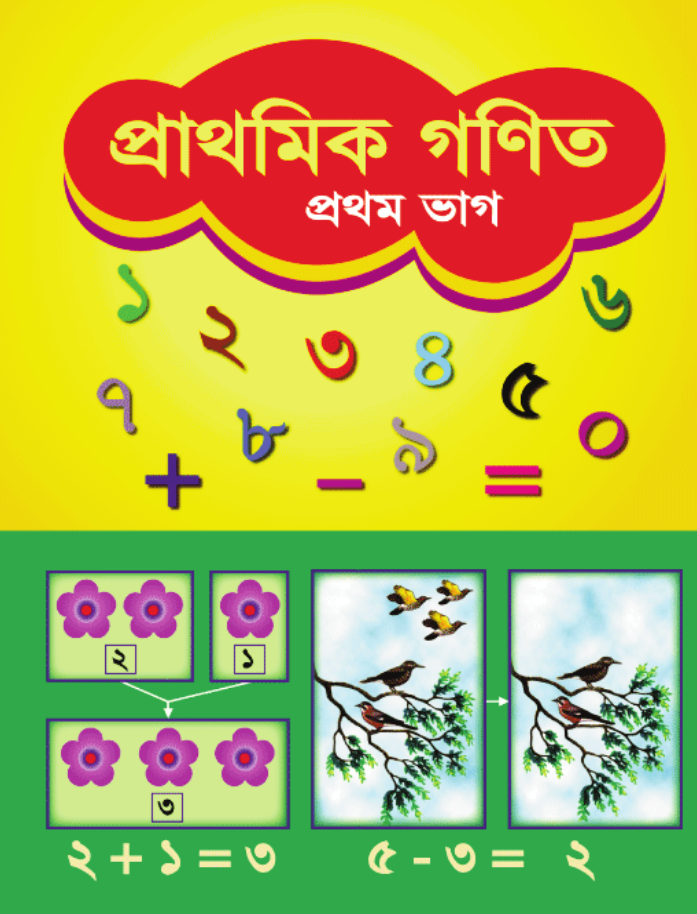 প্রাথমিক গণিত
প্রথম ভাগ
১ ২ ৩ ৪ ৫ ৬
৭ ৮ ৯ ০
+ - =
২ ১
৩
২ + ১ = ৩ ৫ - ৩ = ২